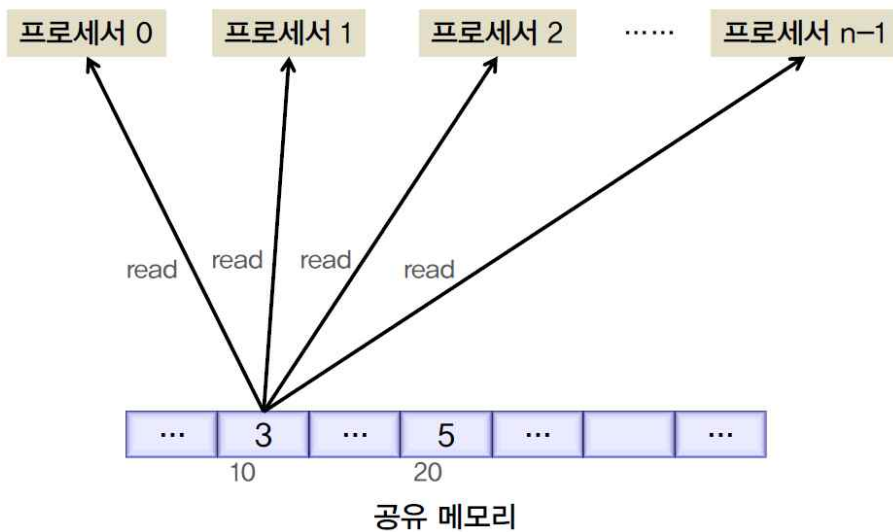 프로세서 0 프로세서 1 프로세서 2 …… 프로세서 n-1
read read read read
… 3 … 5 … …
10 20
공유 메모리